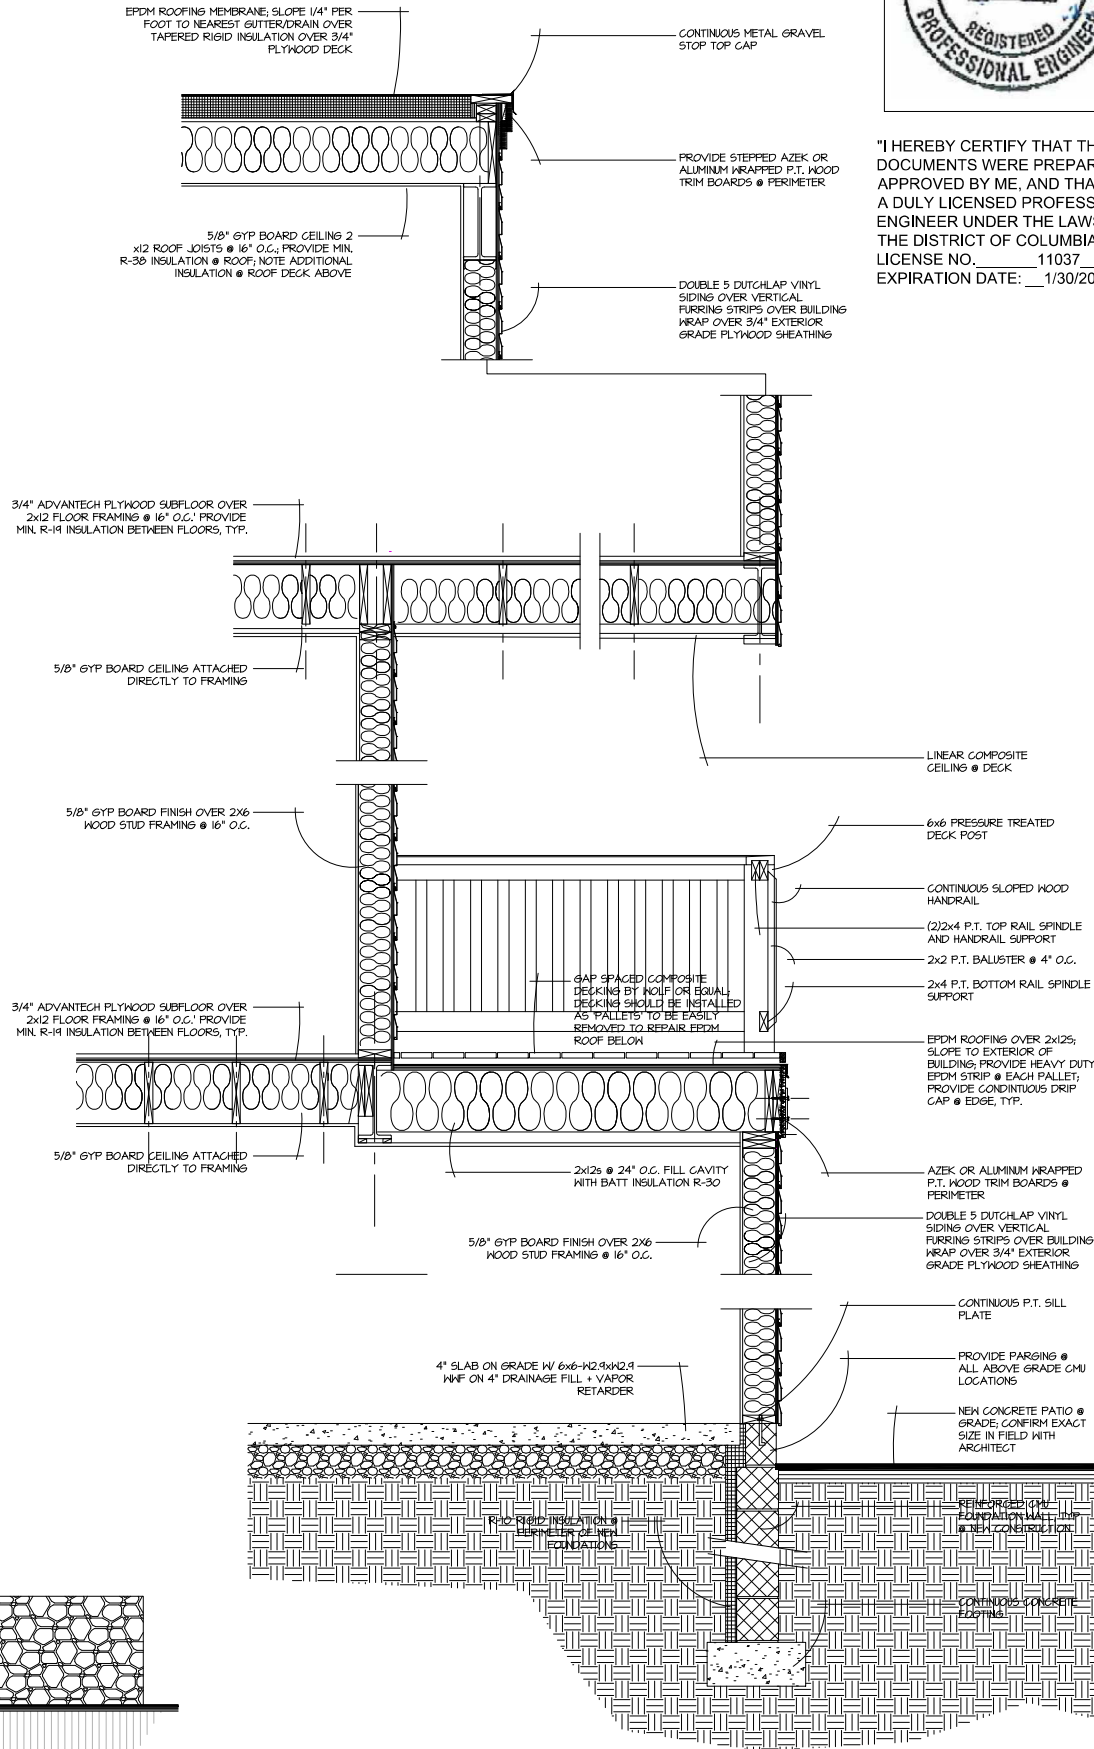 EPDM ROOFING MEMBRANE; SLOPE 1/4" PER
FOOT TO NEAREST GUTTER/DRAIN OVER
TAPERED RIGID INSULATION OVER 3/4"
PLYWOOD DECK
CONTINUOUS METAL GRAVEL
STOP TOP CAP
REGISTERED
PROFESSIONAL ENGINEER
"I HEREBY CERTIFY THAT TH
DOCUMENTS WERE PREPAR
APPROVED BY ME, AND THA
A DULY LICENSED PROFESS
ENGINEER UNDER THE LAWS
THE DISTRICT OF COLUMBIA
LICENSE NO. 11037
EXPIRATION DATE: 1/30/20
PROVIDE STEPPED AZEK OR
ALUMINUM WRAPPED P.T. WOOD
TRIM BOARDS @ PERIMETER
5/8" GYP BOARD CEILING 2
x12 ROOF JOISTS @ 16" O.C.; PROVIDE MIN.
R-38 INSULATION @ ROOF; NOTE ADDITIONAL
INSULATION @ ROOF DECK ABOVE
DOUBLE 5 DUTCHLAP VINYL
SIDING OVER VERTICAL
FURRING STRIPS OVER BUILDING
WRAP OVER 3/4" EXTERIOR
GRADE PLYWOOD SHEATHING
3/4" ADVANTECH PLYWOOD SUBFLOOR OVER
2x12 FLOOR FRAMING @ 16" O.C.' PROVIDE
MIN. R-19 INSULATION BETWEEN FLOORS, TYP.
5/8" GYP BOARD CEILING ATTACHED
DIRECTLY TO FRAMING
LINEAR COMPOSITE
CEILING @ DECK
5/8" GYP BOARD FINISH OVER 2X6
WOOD STUD FRAMING @ 16" O.C.
6x6 PRESSURE TREATED
DECK POST
CONTINUOUS SLOPED WOOD
HANDRAIL
(2)2x4 P.T. TOP RAIL SPINDLE
AND HANDRAIL SUPPORT
2x2 P.T. BALUSTER @ 4" O.C.
2x4 P.T. BOTTOM RAIL SPINDLE
SUPPORT
GAP SPACED COMPOSITE
DECKING BY WOLF OR EQUAL;
DECKING SHOULD BE INSTALLED
AS 'PALLETS' TO BE EASILY
REMOVED TO REPAIR EPDM
ROOF BELOW
3/4" ADVANTECH PLYWOOD SUBFLOOR OVER
2x12 FLOOR FRAMING @ 16" O.C.' PROVIDE
MIN. R-19 INSULATION BETWEEN FLOORS, TYP.
EPDM ROOFING OVER 2x12S;
SLOPE TO EXTERIOR OF
BUILDING; PROVIDE HEAVY DUTY
EPDM STRIP @ EACH PALLET;
PROVIDE CONDINTUOUS DRIP
CAP @ EDGE, TYP.
5/8" GYP BOARD CEILING ATTACHED
DIRECTLY TO FRAMING
2x12s @ 24" O.C. FILL CAVITY
WITH BATT INSULATION R-30
AZEK OR ALUMINUM WRAPPED
P.T. WOOD TRIM BOARDS @
PERIMETER
5/8" GYP BOARD FINISH OVER 2X6
WOOD STUD FRAMING @ 16" O.C.
DOUBLE 5 DUTCHLAP VINYL
SIDING OVER VERTICAL
FURRING STRIPS OVER BUILDING
WRAP OVER 3/4" EXTERIOR
GRADE PLYWOOD SHEATHING
CONTINUOUS P.T. SILL
PLATE
4" SLAB ON GRADE W/ 6x6-W2.9xW2.9
WWF ON 4" DRAINAGE FILL + VAPOR
RETARDER
PROVIDE PARGING @
ALL ABOVE GRADE CMU
LOCATIONS
NEW CONCRETE PATIO @
GRADE; CONFIRM EXACT
SIZE IN FIELD WITH
ARCHITECT
R-10 RIGID INSULATION @
PERIMETER OF NEW
FOUNDATIONS
REINFORCED CMU
FOUNDATION WALL, TYP
@ NEW CONSTRUCTION
CONTINUOUS CONCRETE
FOOTING